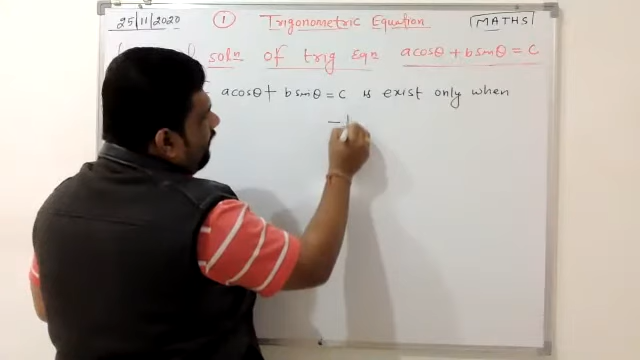 25/11/2020 ① Trigonometric Equation MATHS
solⁿ of trig Eqn acosθ + bsinθ = c
acosθ + bsinθ = c is exist only when